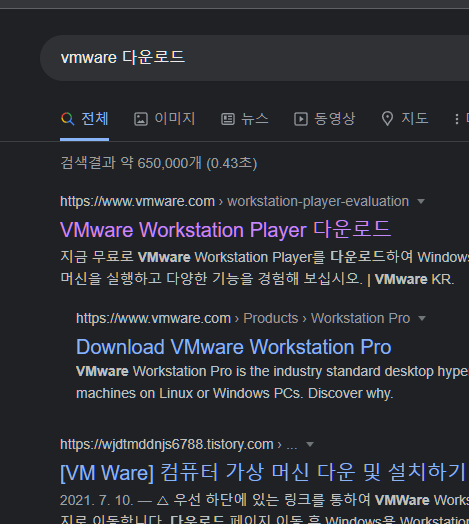 vmware 다운로드
전체 이미지 뉴스 동영상 지도
검색결과 약 650,000개 (0.43초)
https://www.vmware.com › workstation-player-evaluation
VMware Workstation Player 다운로드
지금 무료로 VMware Workstation Player를 다운로드하여 Windows
머신을 실행하고 다양한 기능을 경험해 보십시오. | VMware KR.
https://www.vmware.com › Products › Workstation Pro
Download VMware Workstation Pro
VMware Workstation Pro is the industry standard desktop hype
machines on Linux or Windows PCs. Discover why.
https://wjdtmddnjs6788.tistory.com › ...
[VM Ware] 컴퓨터 가상 머신 다운 및 설치하기
2021. 7. 10. — △ 우선 하단에 있는 링크를 통하여 VMWare Works
지로 이동합니다. 다운로드 페이지 이동 후 Windows용 Workstation